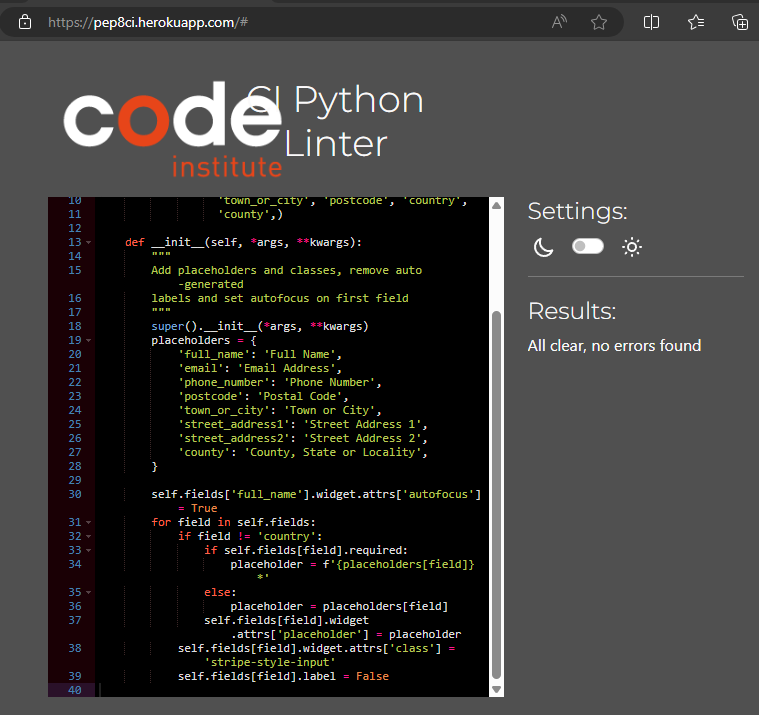 https://pep8ci.herokuapp.com/#
code
institute
CI Python
Linter
10 'town_or_city', 'postcode', 'country',
11 'county',)
12
13 def __init__(self, *args, **kwargs):
14 """
15 Add placeholders and classes, remove auto
-generated
16 labels and set autofocus on first field
17 """
18 super().__init__(*args, **kwargs)
19 placeholders = {
20 'full_name': 'Full Name',
21 'email': 'Email Address',
22 'phone_number': 'Phone Number',
23 'postcode': 'Postal Code',
24 'town_or_city': 'Town or City',
25 'street_address1': 'Street Address 1',
26 'street_address2': 'Street Address 2',
27 'county': 'County, State or Locality',
28 }
29
30 self.fields['full_name'].widget.attrs['autofocus']
= True
31 for field in self.fields:
32 if field != 'country':
33 if self.fields[field].required:
34 placeholder = f'{placeholders[field]}
*'
35 else:
36 placeholder = placeholders[field]
37 self.fields[field].widget
.attrs['placeholder'] = placeholder
38 self.fields[field].widget.attrs['class'] =
'stripe-style-input'
39 self.fields[field].label = False
40
Settings:
Results:
All clear, no errors found